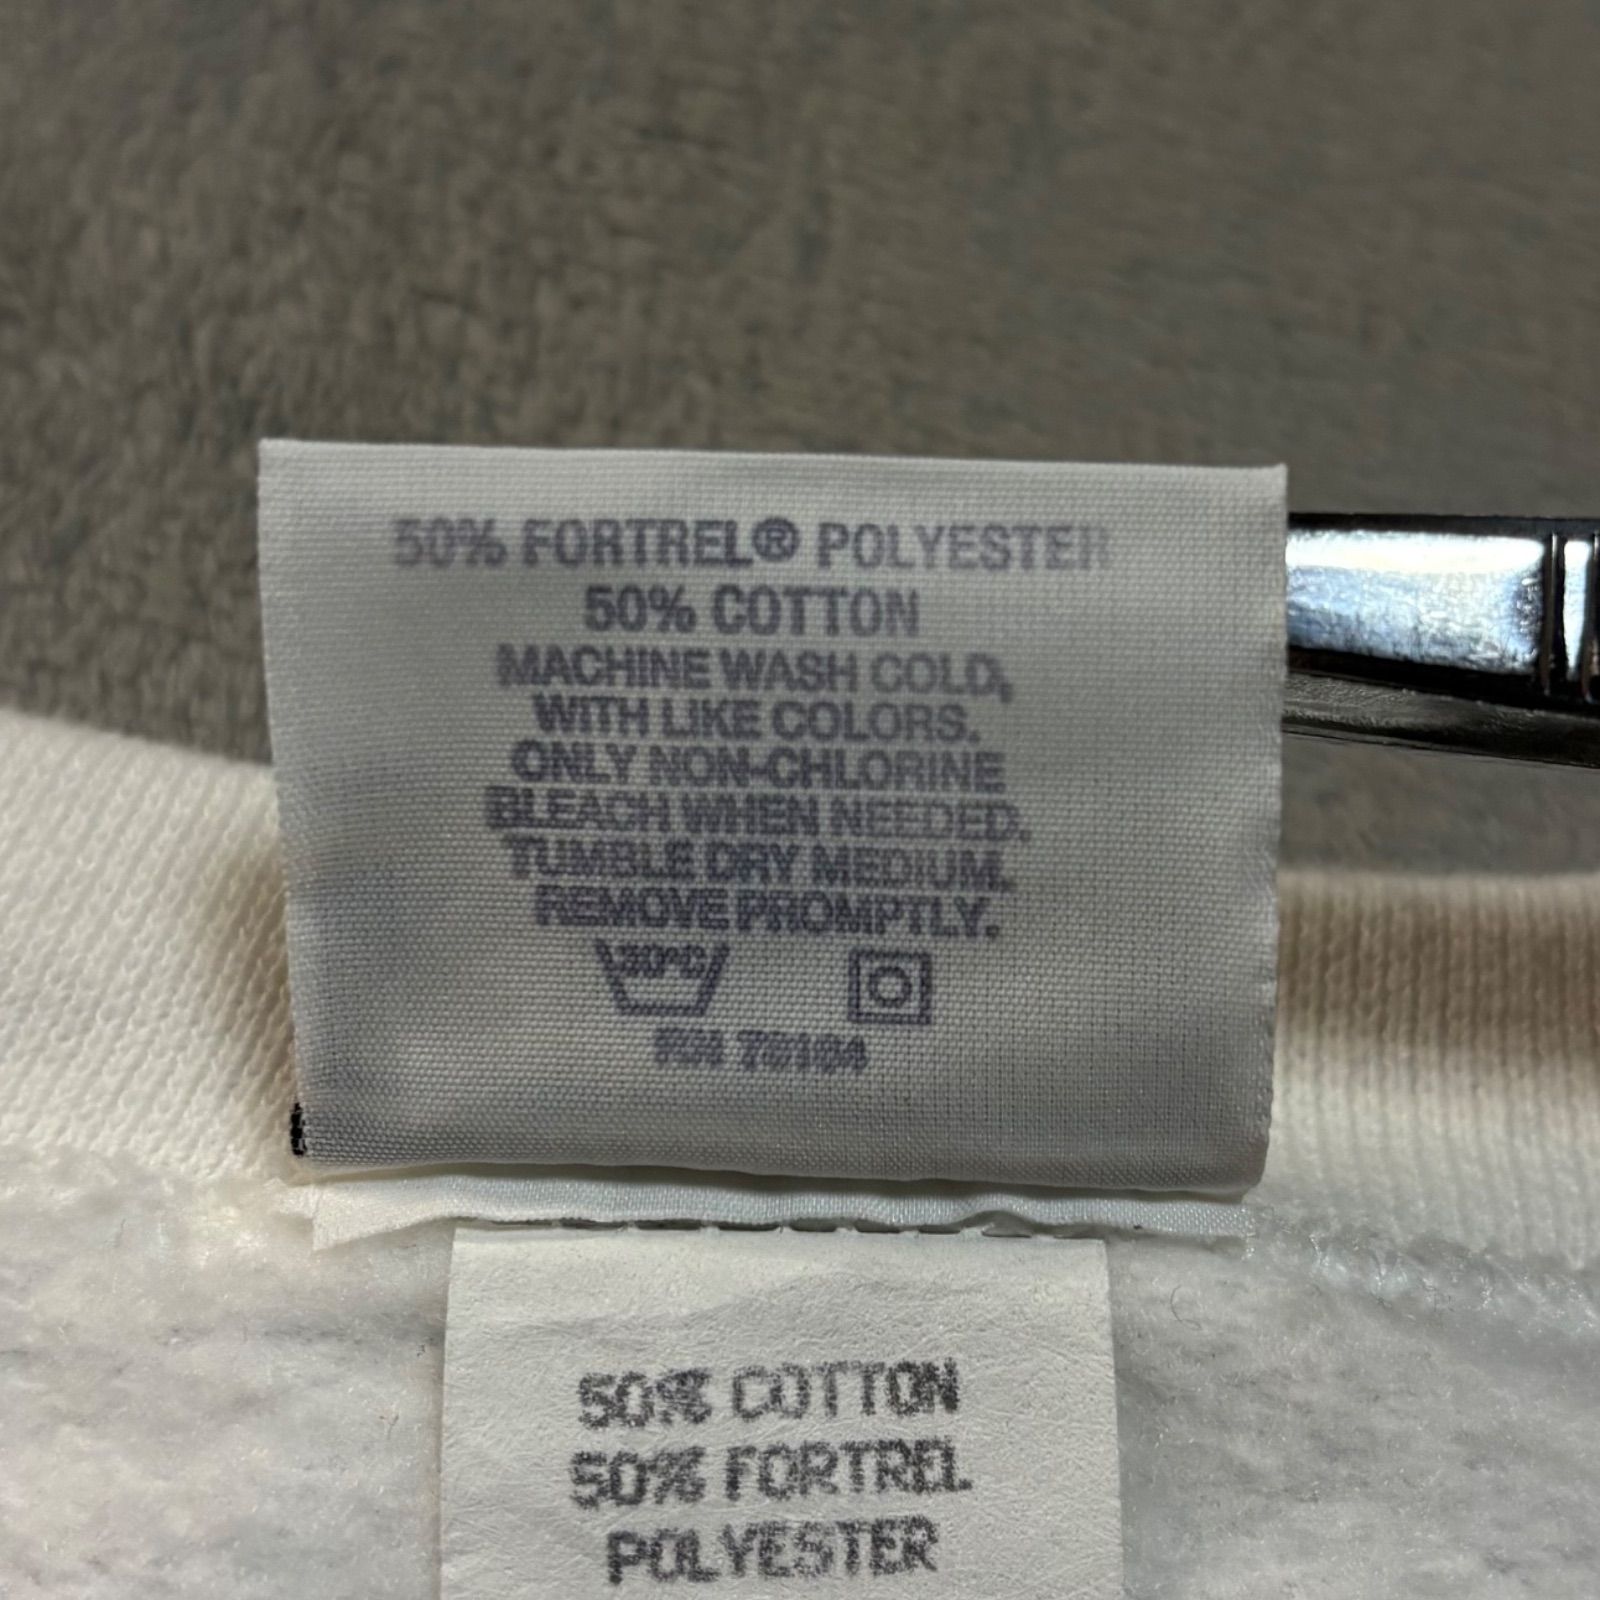 50% FORTREL® POLYESTER
50% COTTON
MACHINE WASH COLD,
WITH LIKE COLORS.
ONLY NON-CHLORINE
BLEACH WHEN NEEDED.
TUMBLE DRY MEDIUM.
REMOVE PROMPTLY.
30°C
RN
50% COTTON
50% FORTREL
POLYESTER